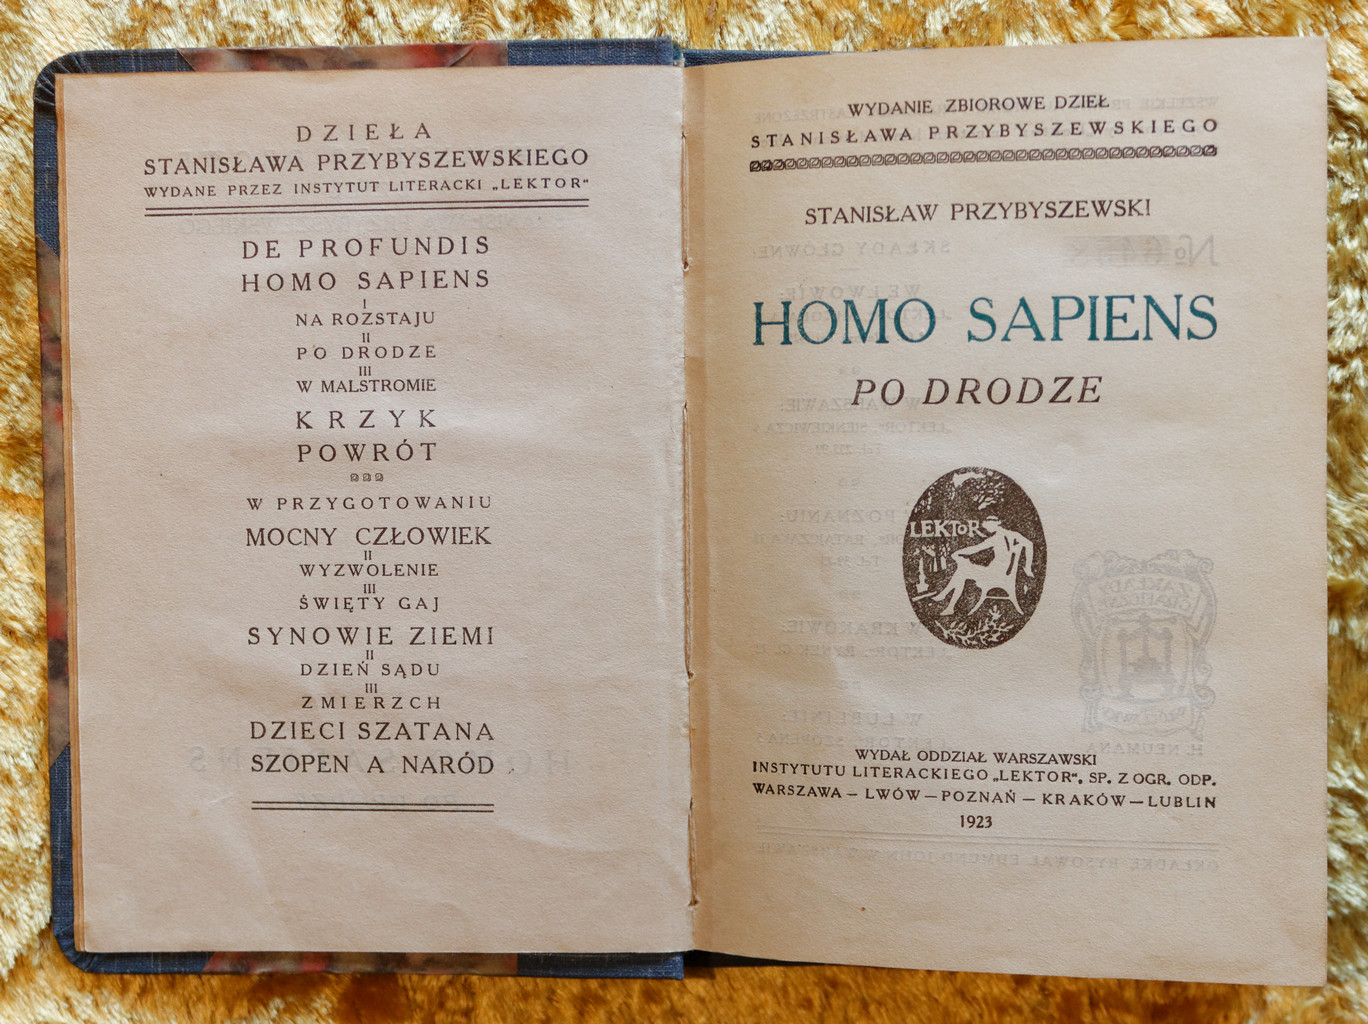 DZIEŁA
STANISŁAWA PRZYBYSZEWSKIEGO
WYDANE PRZEZ INSTYTUT LITERACKI „LEKTOR"
DE PROFUNDIS
HOMO SAPIENS
I
NA ROZSTAJU
II
PO DRODZE
III
W MALSTROMIE
KRZYK
POWRÓT
W PRZYGOTOWANIU
MOCNY CZŁOWIEK
II
WYZWOLENIE
III
ŚWIĘTY GAJ
SYNOWIE ZIEMI
II
DZIEŃ SĄDU
III
ZMIERZCH
DZIECI SZATANA
SZOPEN A NARÓD
WYDANIE ZBIOROWE DZIEŁ
STANISŁAWA PRZYBYSZEWSKIEGO
STANISŁAW PRZYBYSZEWSKI
HOMO SAPIENS
PO DRODZE
LEKTOR
WYDAŁ ODDZIAŁ WARSZAWSKI
INSTYTUTU LITERACKIEGO „LEKTOR". SP. Z OGR. ODP.
WARSZAWA – LWÓW – POZNAŃ – KRAKÓW – LUBLIN
1923